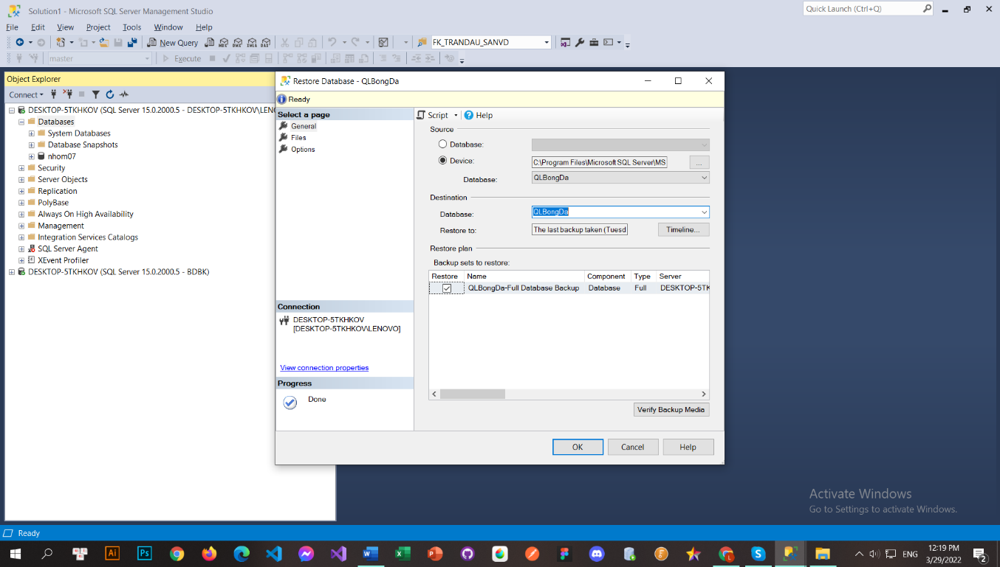 Solution1 - Microsoft SQL Server Management Studio
Quick Launch (Ctrl+Q)
File Edit View Project Tools Window Help
New Query
FK_TRANDAU_SANVD
master
Execute
Object Explorer
Connect
DESKTOP-5TKHKOV (SQL Server 15.0.2000.5 - DESKTOP-5TKHKOV\LENO
Databases
System Databases
Database Snapshots
nhom07
Security
Server Objects
Replication
PolyBase
Always On High Availability
Management
Integration Services Catalogs
SQL Server Agent
XEvent Profiler
DESKTOP-5TKHKOV (SQL Server 15.0.2000.5 - BDBK)
Restore Database - QLBongDa
Ready
Select a page
General
Files
Options
Connection
DESKTOP-5TKHKOV
[DESKTOP-5TKHKOV\LENOVO]
View connection properties
Progress
Done
Script
Help
Source
Database:
Device:
C:\Program Files\Microsoft SQL Server\MS
...
Database:
QLBongDa
Destination
Database:
QLBongDa
Restore to:
The last backup taken (Tuesd
Timeline...
Restore plan
Backup sets to restore:
Restore Name Component Type Server
QLBongDa-Full Database Backup Database Full DESKTOP-5TK
Verify Backup Media
OK
Cancel
Help
Activate Windows
Go to Settings to activate Windows.
Ready
Ai
Ps
ENG
12:19 PM
3/29/2022
2